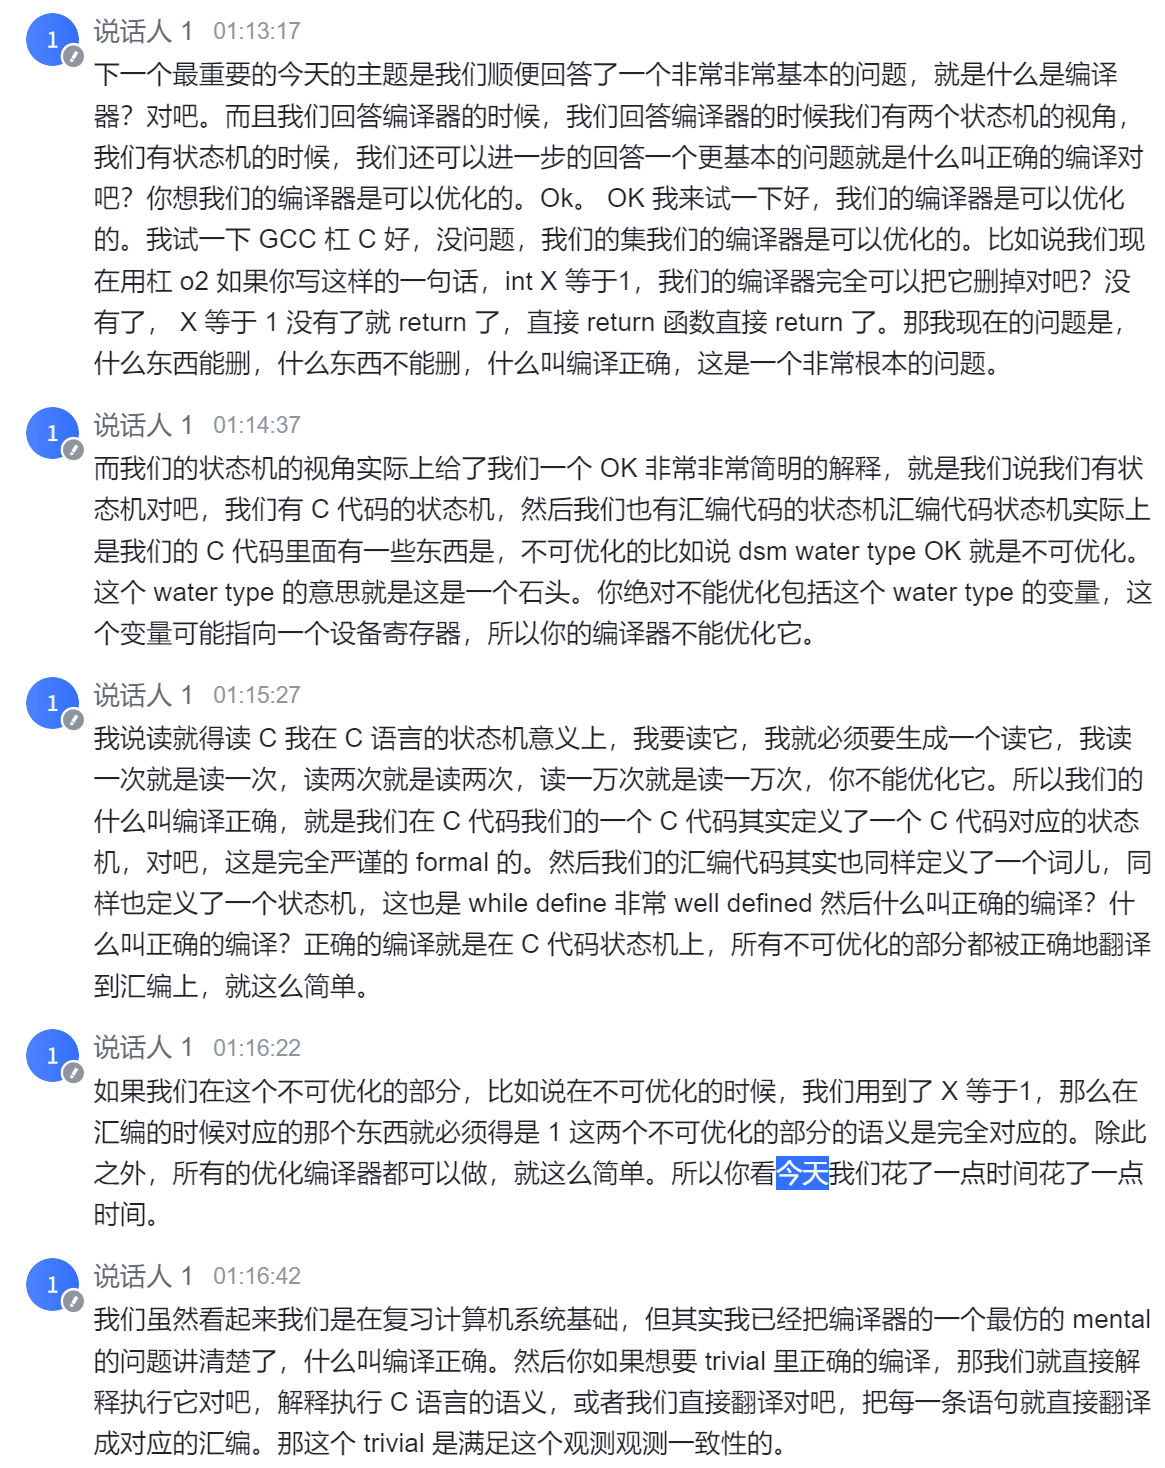 1 说话人 1 01:13:17
下一个最重要的今天的主题是我们顺便回答了一个非常非常基本的问题，就是什么是编译
器？对吧。而且我们回答编译器的时候，我们回答编译器的时候我们有两个状态机的视角，
我们有状态机的时候，我们还可以进一步的回答一个更基本的问题就是什么叫正确的编译对
吧？你想我们的编译器是可以优化的。Ok。 OK 我来试一下好，我们的编译器是可以优化
的。我试一下 GCC 杠 C 好，没问题，我们的集我们的编译器是可以优化的。比如说我们现
在用杠 o2 如果你写这样的一句话，int X 等于1，我们的编译器完全可以把它删掉对吧？没
有了， X 等于 1 没有了就 return 了，直接 return 函数直接 return 了。那我现在的问题是，
什么东西能删，什么东西不能删，什么叫编译正确，这是一个非常根本的问题。
1 说话人 1 01:14:37
而我们的状态机的视角实际上给了我们一个 OK 非常非常简明的解释，就是我们说我们有状
态机对吧，我们有 C 代码的状态机，然后我们也有汇编代码的状态机汇编代码状态机实际上
是我们的 C 代码里面有一些东西是，不可优化的比如说 dsm water type OK 就是不可优化。
这个 water type 的意思就是这是一个石头。你绝对不能优化包括这个 water type 的变量，这
个变量可能指向一个设备寄存器，所以你的编译器不能优化它。
1 说话人 1 01:15:27
我说读就得读 C 我在 C 语言的状态机意义上，我要读它，我就必须要生成一个读它，我读
一次就是读一次，读两次就是读两次，读一万次就是读一万次，你不能优化它。所以我们的
什么叫编译正确，就是我们在 C 代码我们的一个 C 代码其实定义了一个 C 代码对应的状态
机，对吧，这是完全严谨的 formal 的。然后我们的汇编代码其实也同样定义了一个词儿，同
样也定义了一个状态机，这也是 while define 非常 well defined 然后什么叫正确的编译？什
么叫正确的编译？正确的编译就是在 C 代码状态机上，所有不可优化的部分都被正确地翻译
到汇编上，就这么简单。
1 说话人 1 01:16:22
如果我们在这个不可优化的部分，比如说在不可优化的时候，我们用到了 X 等于1，那么在
汇编的时候对应的那个东西就必须得是 1 这两个不可优化的部分的语义是完全对应的。除此
之外，所有的优化编译器都可以做，就这么简单。所以你看今天我们花了一点时间花了一点
时间。
1 说话人 1 01:16:42
我们虽然看起来我们是在复习计算机系统基础，但其实我已经把编译器的一个最仿的 mental
的问题讲清楚了，什么叫编译正确。然后你如果想要 trivial 里正确的编译，那我们就直接解
释执行它对吧，解释执行 C 语言的语义，或者我们直接翻译对吧，把每一条语句就直接翻译
成对应的汇编。那这个 trivial 是满足这个观测观测一致性的。